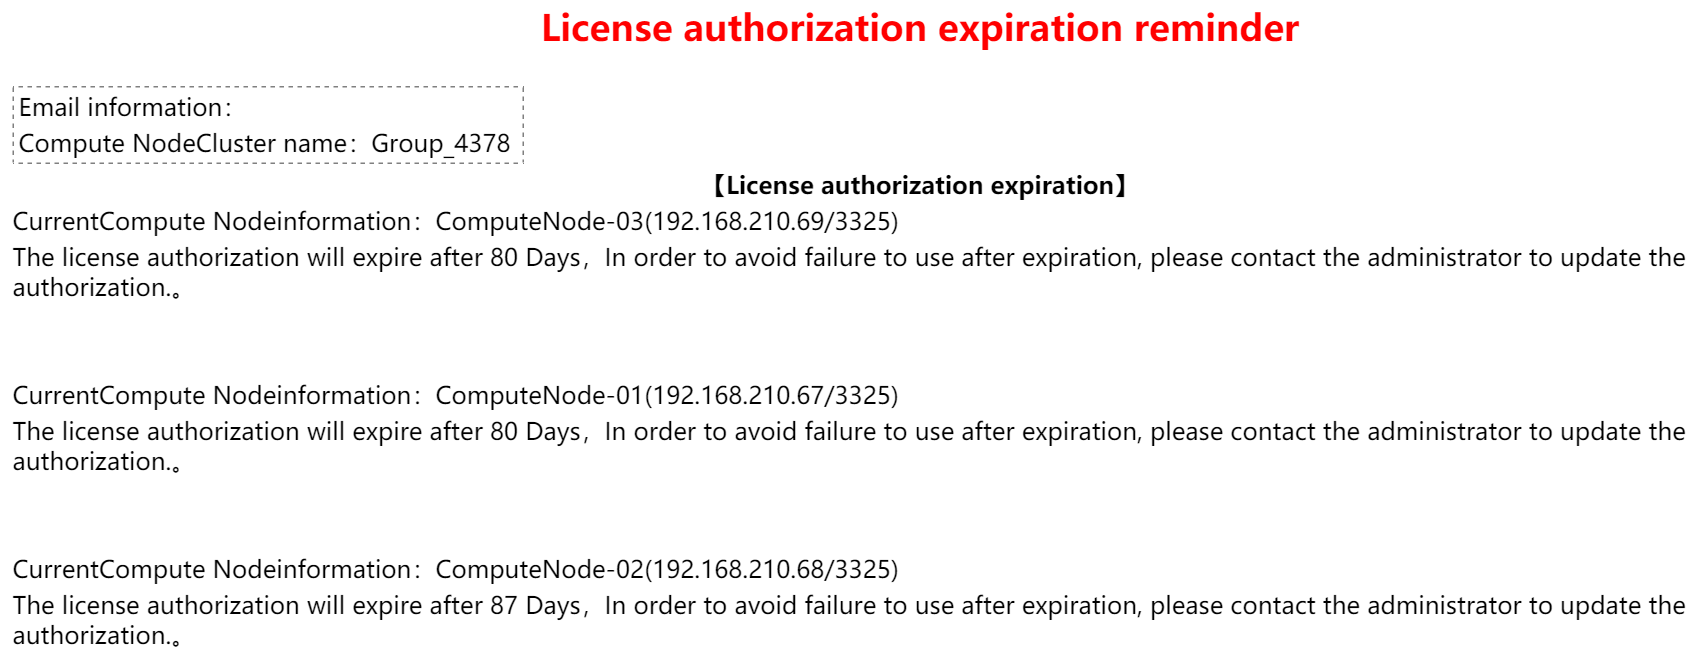 License authorization expiration reminder
Email information：
Compute NodeCluster name：Group_4378
【License authorization expiration】
CurrentCompute Nodeinformation：ComputeNode-03(192.168.210.69/3325)
The license authorization will expire after 80 Days，In order to avoid failure to use after expiration, please contact the administrator to update the
authorization.。
CurrentCompute Nodeinformation：ComputeNode-01(192.168.210.67/3325)
The license authorization will expire after 80 Days，In order to avoid failure to use after expiration, please contact the administrator to update the
authorization.。
CurrentCompute Nodeinformation：ComputeNode-02(192.168.210.68/3325)
The license authorization will expire after 87 Days，In order to avoid failure to use after expiration, please contact the administrator to update the
authorization.。